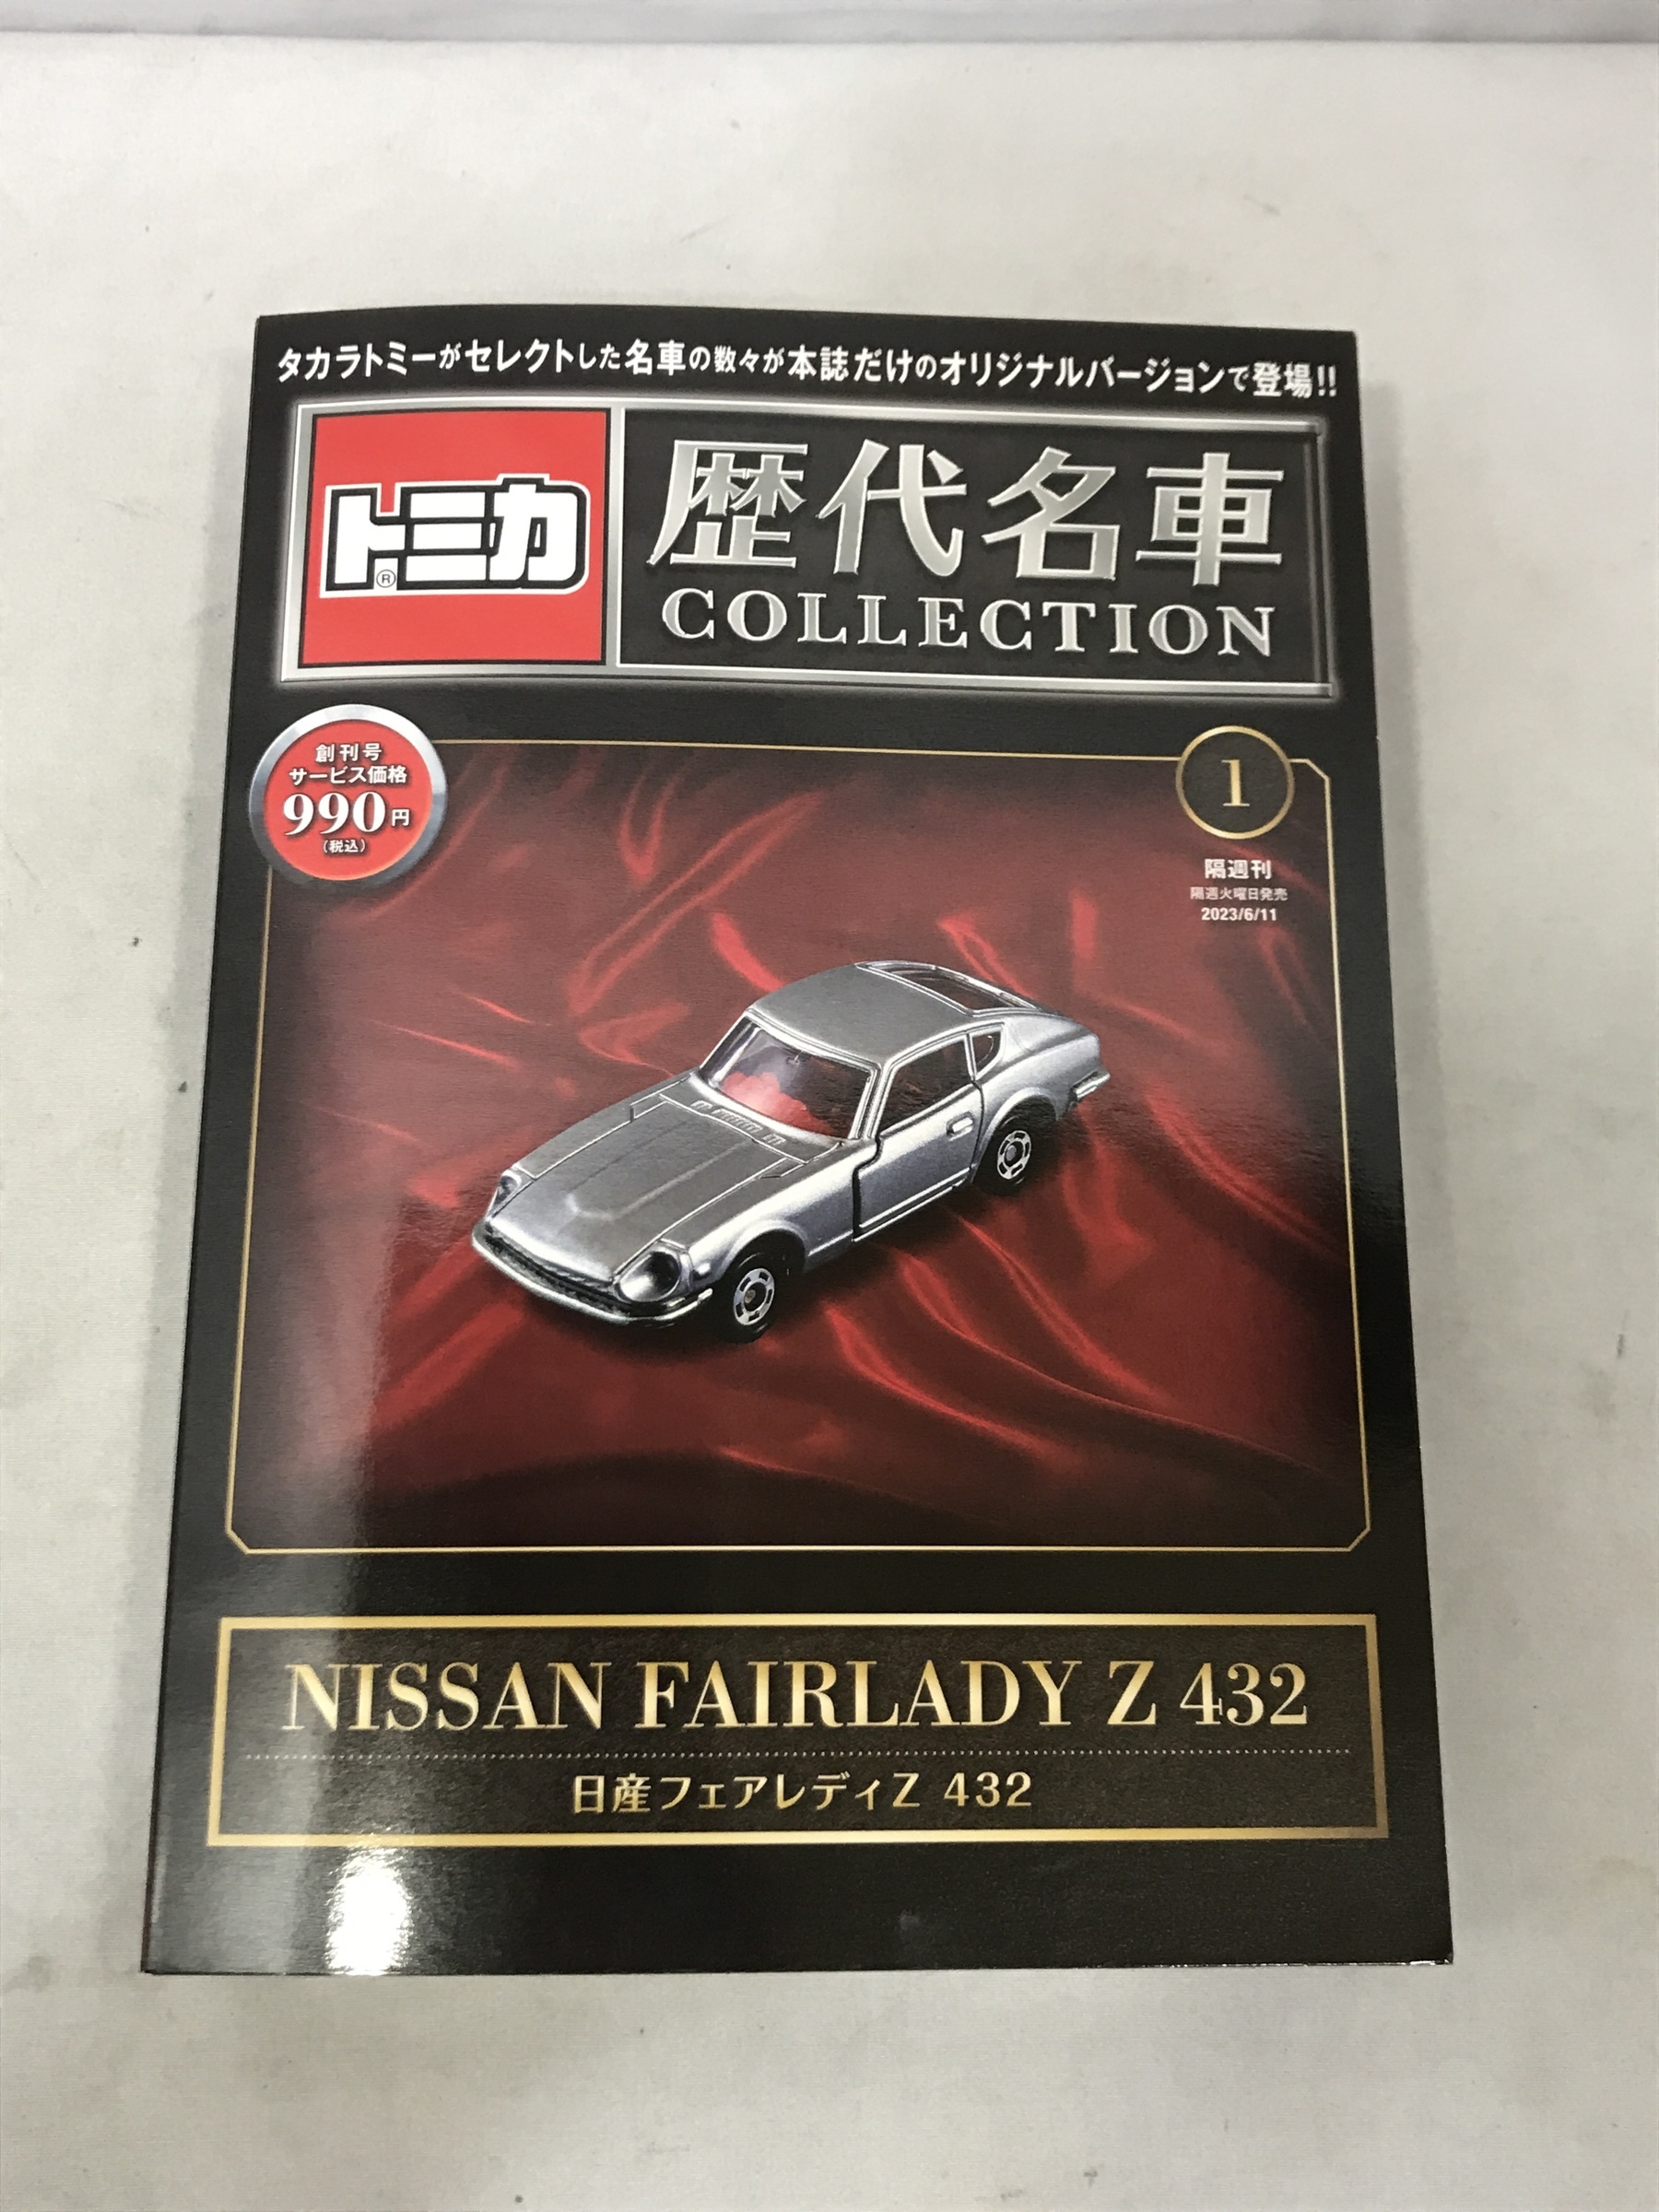 タカラトミーがセレクトした名車の数々が本誌だけのオリジナルバージョンで登場!!
トミカ®
歴代名車
COLLECTION
創刊号
サービス価格
990円
(税込)
1
隔週刊
隔週火曜日発売
2023/6/11
NISSAN FAIRLADY Z 432
日産フェアレディZ 432